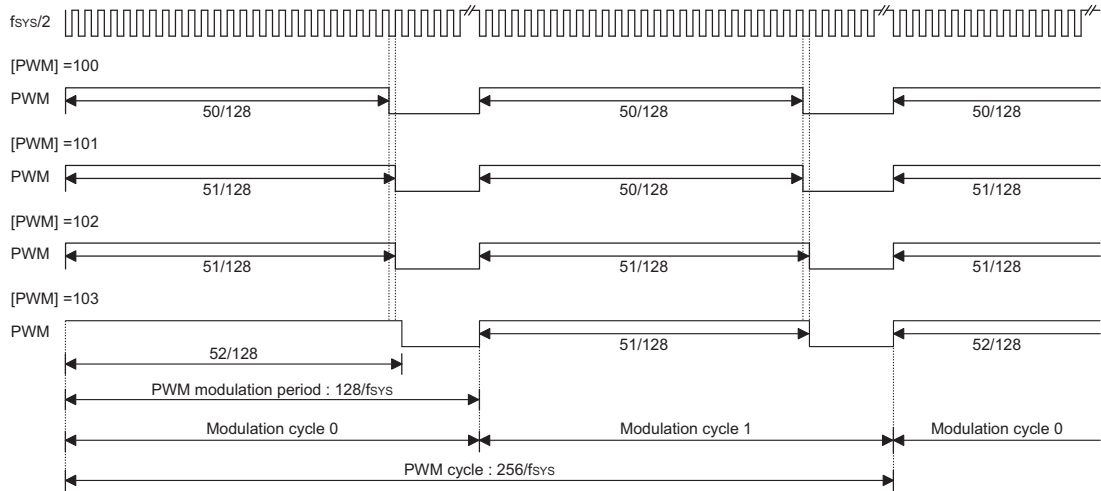 fSYS/2
[PWM] =100
PWM
50/128 50/128 50/128
[PWM] =101
PWM
51/128 50/128 51/128
[PWM] =102
PWM
51/128 51/128 51/128
[PWM] =103
PWM
52/128 51/128 52/128
PWM modulation period : 128/fSYS
Modulation cycle 0 Modulation cycle 1 Modulation cycle 0
PWM cycle : 256/fSYS